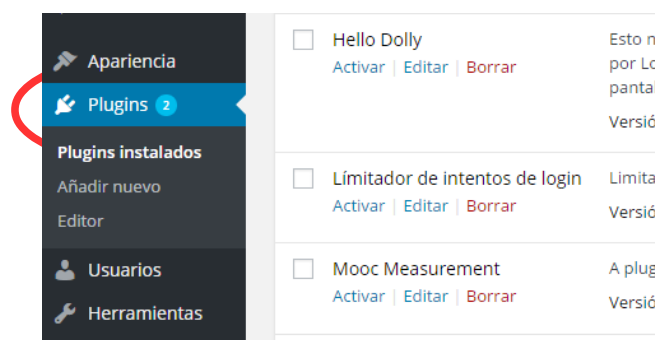 Apariencia
Plugins 2
Plugins instalados
Añadir nuevo
Editor
Usuarios
Herramientas
Hello Dolly
Activar | Editar | Borrar
Esto n
por Lo
pantal
Versió
Límitador de intentos de login
Activar | Editar | Borrar
Limita
Versió
Mooc Measurement
Activar | Editar | Borrar
A plug
Versió